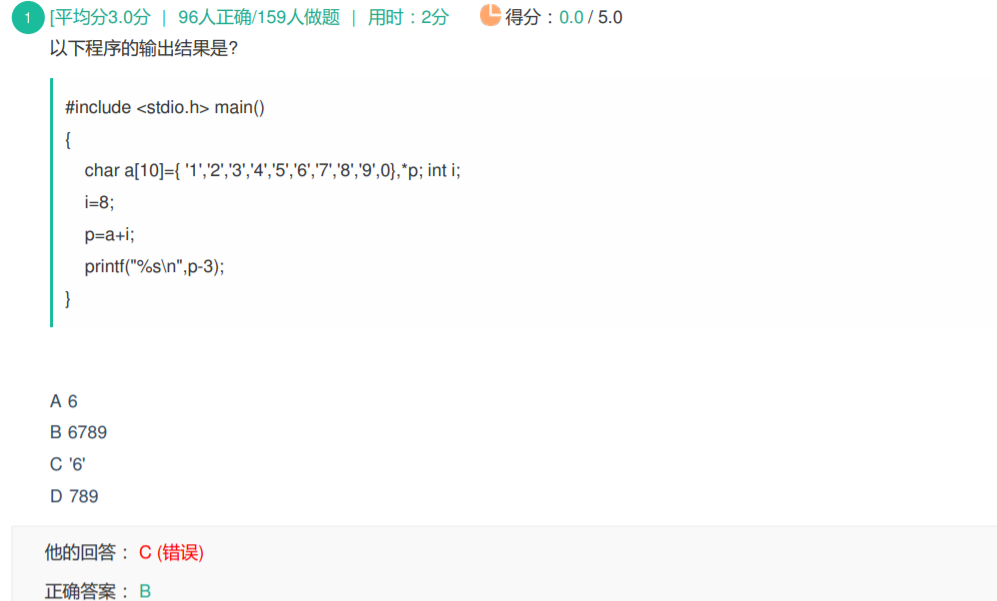 1 [平均分3.0分 | 96人正确/159人做题 | 用时：2分 得分：0.0 / 5.0
以下程序的输出结果是?
#include <stdio.h> main()
{
char a[10]={ '1','2','3','4','5','6','7','8','9',0},*p; int i;
i=8;
p=a+i;
printf("%s\n",p-3);
}
A 6
B 6789
C '6'
D 789
他的回答： C (错误)
正确答案： B